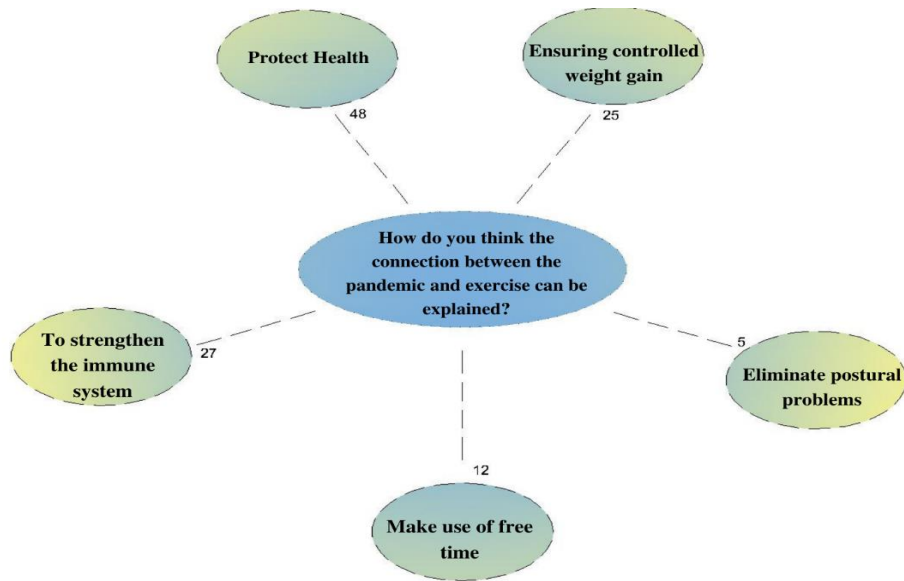 Protect Health
48
Ensuring controlled
weight gain
25
How do you think the
connection between the
pandemic and exercise can be
explained?
To strengthen
the immune
system
27
5
Eliminate postural
problems
12
Make use of free
time